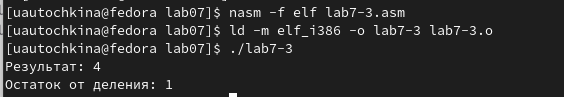 [uautochkina@fedora lab07]$ nasm -f elf lab7-3.asm
[uautochkina@fedora lab07]$ ld -m elf_i386 -o lab7-3 lab7-3.o
[uautochkina@fedora lab07]$ ./lab7-3
Результат: 4
Остаток от деления: 1